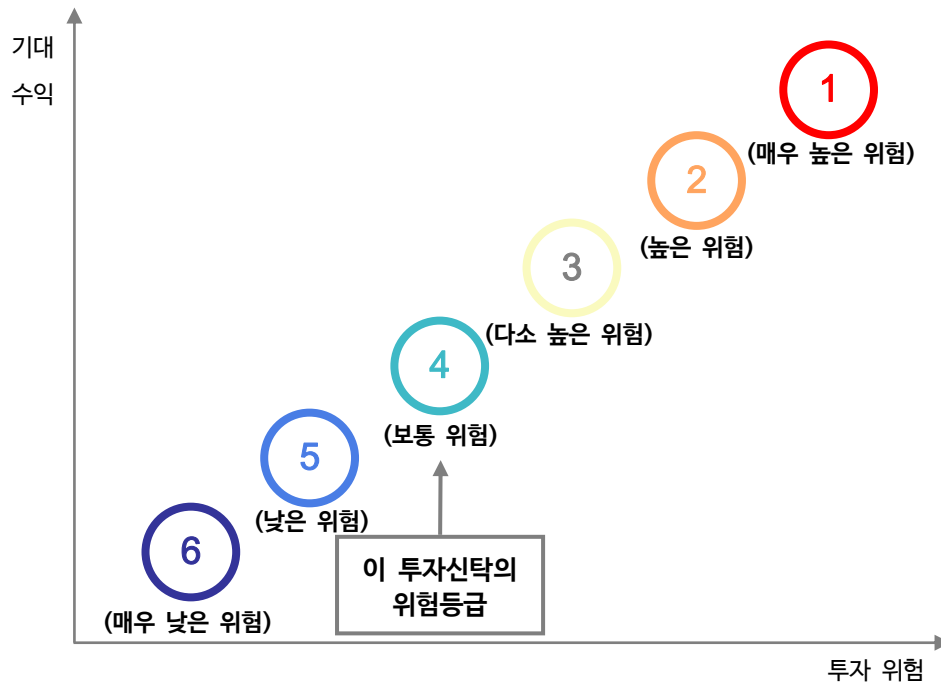 기대
수익
1
(매우 높은 위험)
2
(높은 위험)
3
(다소 높은 위험)
4
(보통 위험)
5
(낮은 위험)
6
(매우 낮은 위험)
이 투자신탁의
위험등급
투자 위험